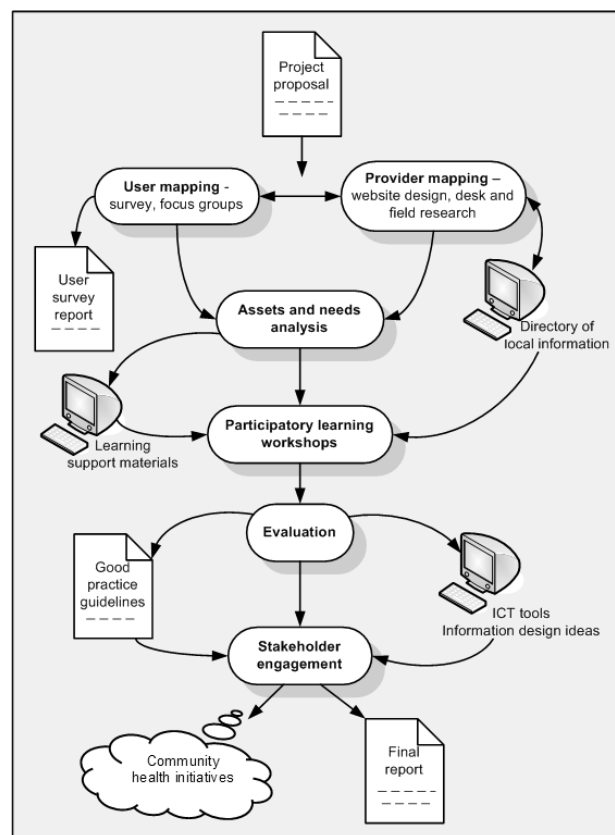 Project
proposal
User mapping -
survey, focus groups
Provider mapping –
website design, desk and
field research
User
survey
report
Assets and needs
analysis
Directory of
local information
Learning
support materials
Participatory learning
workshops
Evaluation
Good
practice
guidelines
ICT tools
Information design ideas
Stakeholder
engagement
Community
health initiatives
Final
report